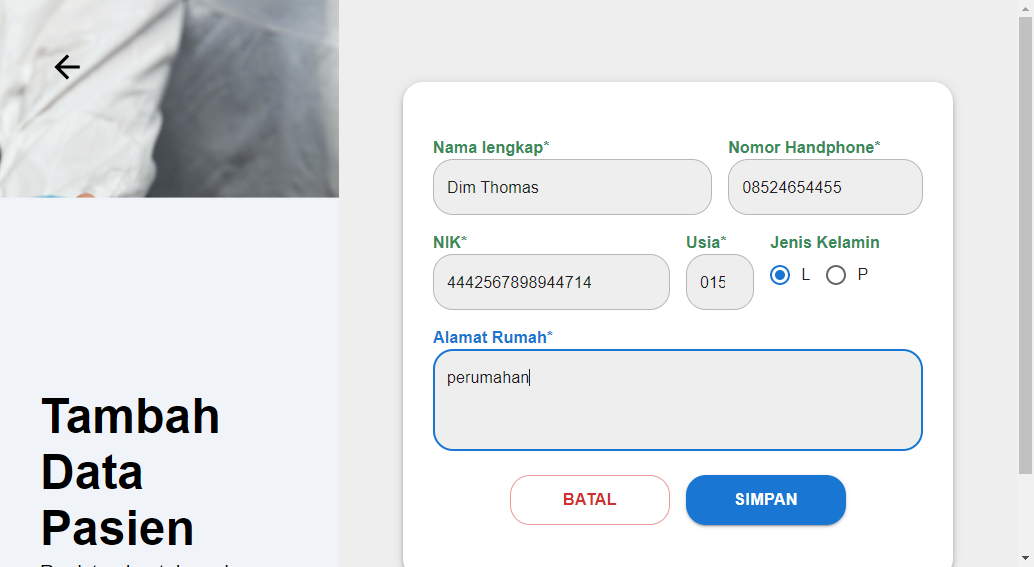 Tambah
Data
Pasien
Nama lengkap*
Nomor Handphone*
Dim Thomas
08524654455
NIK*
Usia*
Jenis Kelamin
4442567898944714
015
L
P
Alamat Rumah*
perumahan
BATAL
SIMPAN